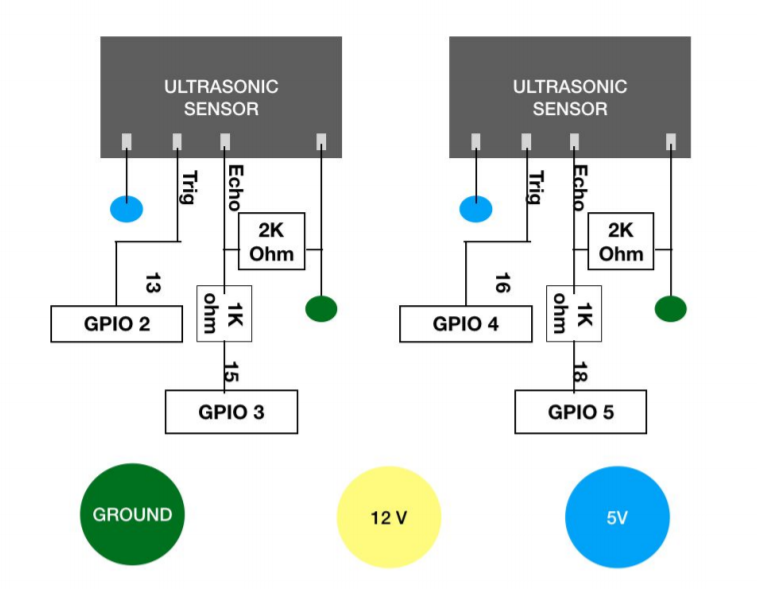 ULTRASONIC
SENSOR
Trig
Echo
2K
Ohm
13
1K
ohm
GPIO 2
15
GPIO 3
ULTRASONIC
SENSOR
Trig
Echo
2K
Ohm
16
1K
ohm
GPIO 4
18
GPIO 5
GROUND
12 V
5V